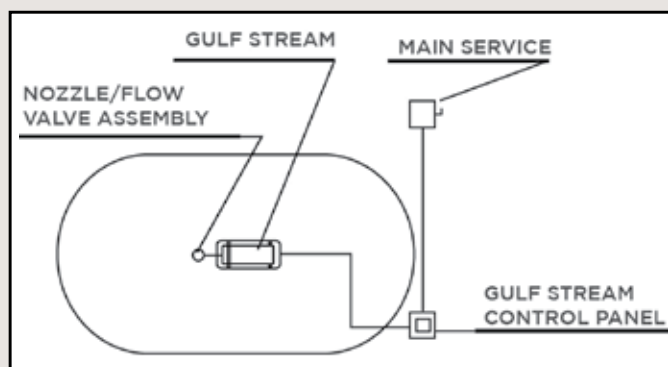 GULF STREAM
MAIN SERVICE
NOZZLE/FLOW
VALVE ASSEMBLY
GULF STREAM
CONTROL PANEL